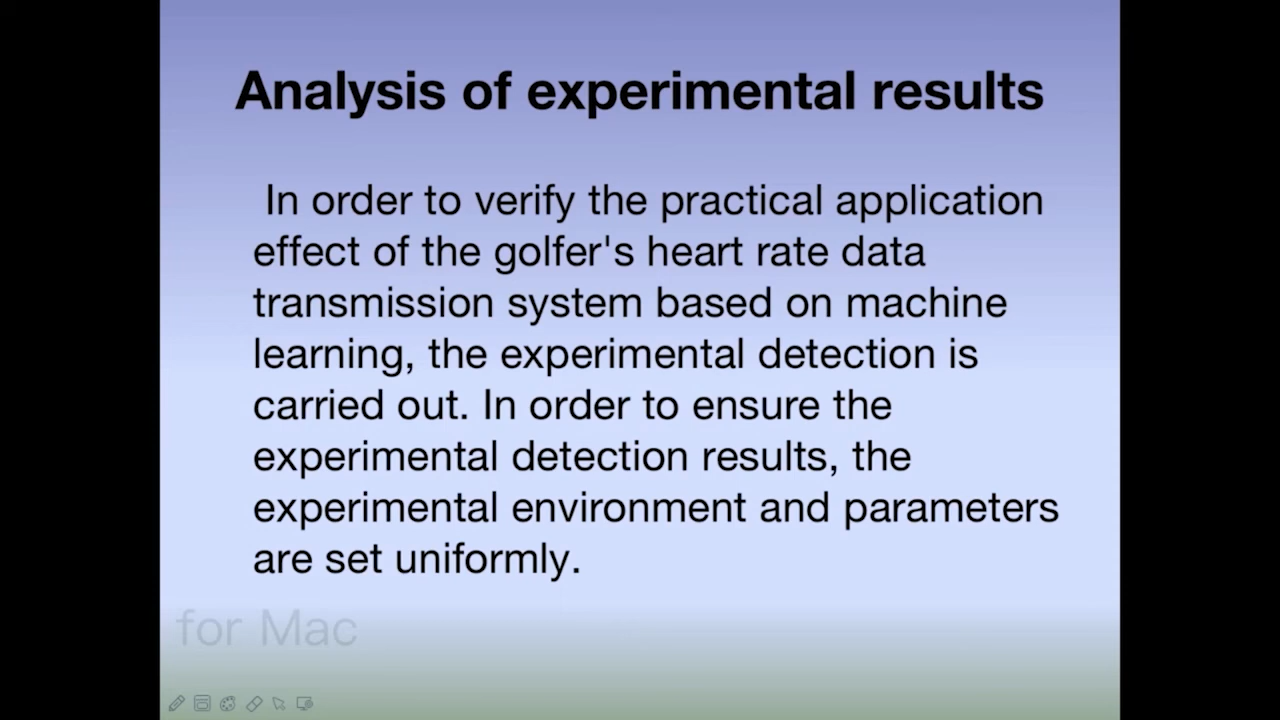 Analysis of experimental results
In order to verify the practical application
effect of the golfer's heart rate data
transmission system based on machine
learning, the experimental detection is
carried out. In order to ensure the
experimental detection results, the
experimental environment and parameters
are set uniformly.
for Mac